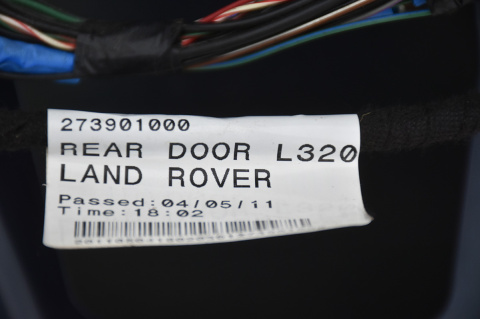 273901000
REAR DOOR L320
LAND ROVER
Passed:04/05/11
Time:18:02